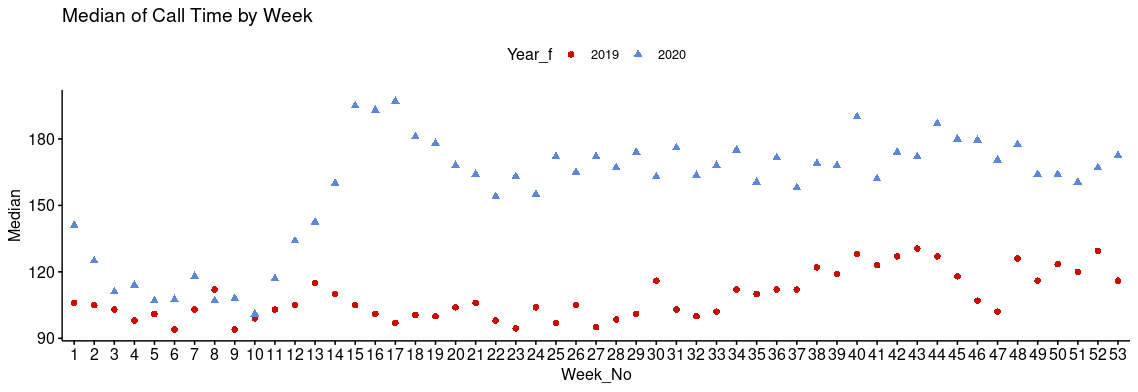 Median of Call Time by Week
Year_f 2019 2020
180
150
120
90
Median
1 2 3 4 5 6 7 8 9 10 11 12 13 14 15 16 17 18 19 20 21 22 23 24 25 26 27 28 29 30 31 32 33 34 35 36 37 38 39 40 41 42 43 44 45 46 47 48 49 50 51 52 53
Week_No